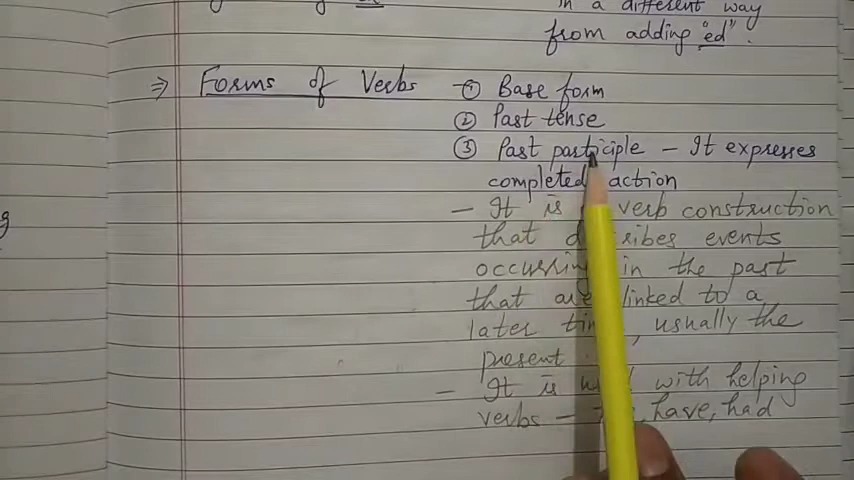 in a different way
from adding "ed".
⇒ Forms of Verbs - ① Base form
② Past tense
③ Past participle - It expresses
completed action
- It is verb construction
that describes events
occurring in the past
that are linked to a
later , usually the
present
- It is with helping
verbs - have, had